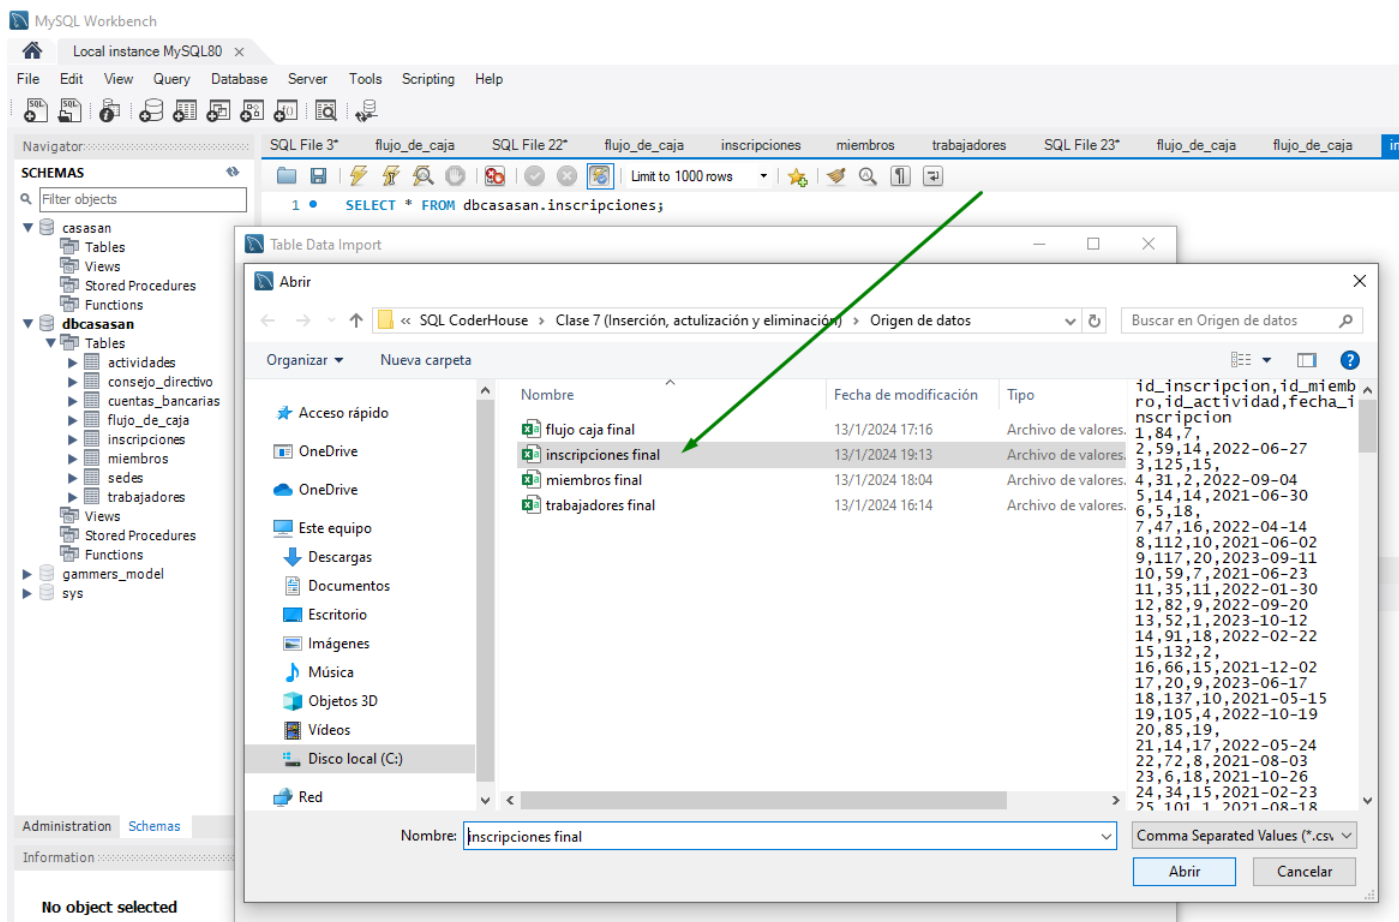 MySQL Workbench
Local instance MySQL80
File Edit View Query Database Server Tools Scripting Help
Navigator
SCHEMAS
Filter objects
casasan
Tables
Views
Stored Procedures
Functions
dbcasasan
Tables
actividades
consejo_directivo
cuentas_bancarias
flujo_de_caja
inscripciones
miembros
sedes
trabajadores
Views
Stored Procedures
Functions
gammers_model
sys
Administration Schemas
Information
No object selected
SQL File 3* flujo_de_caja SQL File 22* flujo_de_caja inscripciones miembros trabajadores SQL File 23* flujo_de_caja flujo_de_caja in
Limit to 1000 rows
1 SELECT * FROM dbcasasan.inscripciones;
Table Data Import
Abrir
« SQL CoderHouse > Clase 7 (Inserción, actulización y eliminación) > Origen de datos
Buscar en Origen de datos
Organizar Nueva carpeta
Acceso rápido
OneDrive
OneDrive
Este equipo
Descargas
Documentos
Escritorio
Imágenes
Música
Objetos 3D
Vídeos
Disco local (C:)
Red
Nombre Fecha de modificación Tipo
flujo caja final 13/1/2024 17:16 Archivo de valores.
inscripciones final 13/1/2024 19:13 Archivo de valores.
miembros final 13/1/2024 18:04 Archivo de valores.
trabajadores final 13/1/2024 16:14 Archivo de valores.
id_inscripcion,id_miemb
ro,id_actividad,fecha_i
nscripcion
1,84,7,
2,59,14,2022-06-27
3,125,15,
4,31,2,2022-09-04
5,14,14,2021-06-30
6,5,18,
7,47,16,2022-04-14
8,112,10,2021-06-02
9,117,20,2023-09-11
10,59,7,2021-06-23
11,35,11,2022-01-30
12,82,9,2022-09-20
13,52,1,2023-10-12
14,91,18,2022-02-22
15,132,2,
16,66,15,2021-12-02
17,20,9,2023-06-17
18,137,10,2021-05-15
19,105,4,2022-10-19
20,85,19,
21,14,17,2022-05-24
22,72,8,2021-08-03
23,6,18,2021-10-26
24,34,15,2021-02-23
25,101,1,2021-08-18
Nombre: inscripciones final
Comma Separated Values (*.csv
Abrir Cancelar